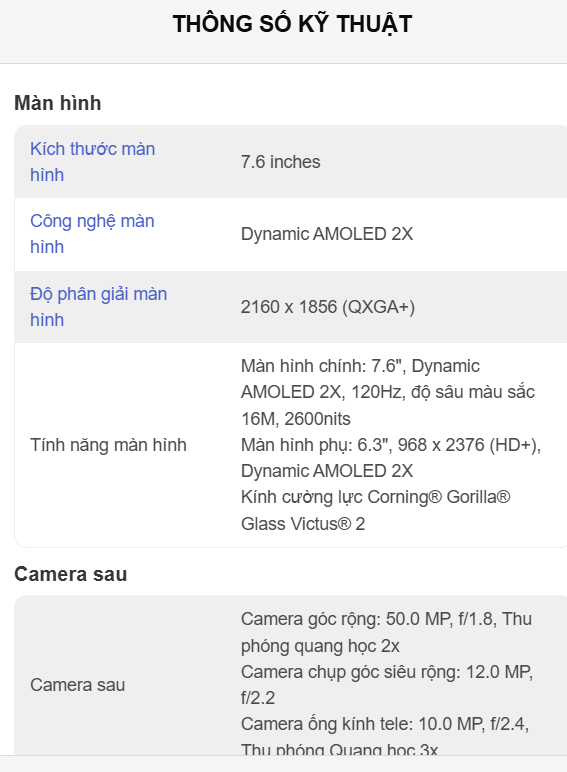 THÔNG SỐ KỸ THUẬT
Màn hình
Kích thước màn
hình
7.6 inches
Công nghệ màn
hình
Dynamic AMOLED 2X
Độ phân giải màn
hình
2160 x 1856 (QXGA+)
Tính năng màn hình
Màn hình chính: 7.6", Dynamic
AMOLED 2X, 120Hz, độ sâu màu sắc
16M, 2600nits
Màn hình phụ: 6.3", 968 x 2376 (HD+),
Dynamic AMOLED 2X
Kính cường lực Corning® Gorilla®
Glass Victus® 2
Camera sau
Camera sau
Camera góc rộng: 50.0 MP, f/1.8, Thu
phóng quang học 2x
Camera chụp góc siêu rộng: 12.0 MP,
f/2.2
Camera ống kính tele: 10.0 MP, f/2.4,
Thu phóng Quang học 3x